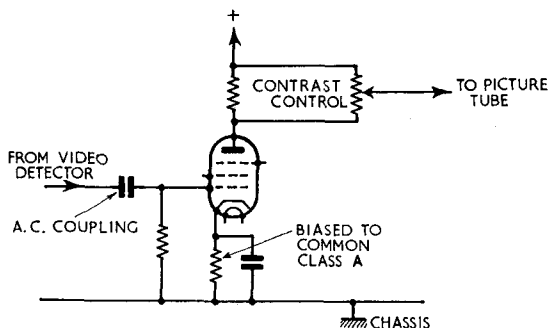 +
CONTRAST
CONTROL
TO PICTURE
TUBE
FROM VIDEO
DETECTOR
A.C. COUPLING
BIASED TO
COMMON
CLASS A
CHASSIS